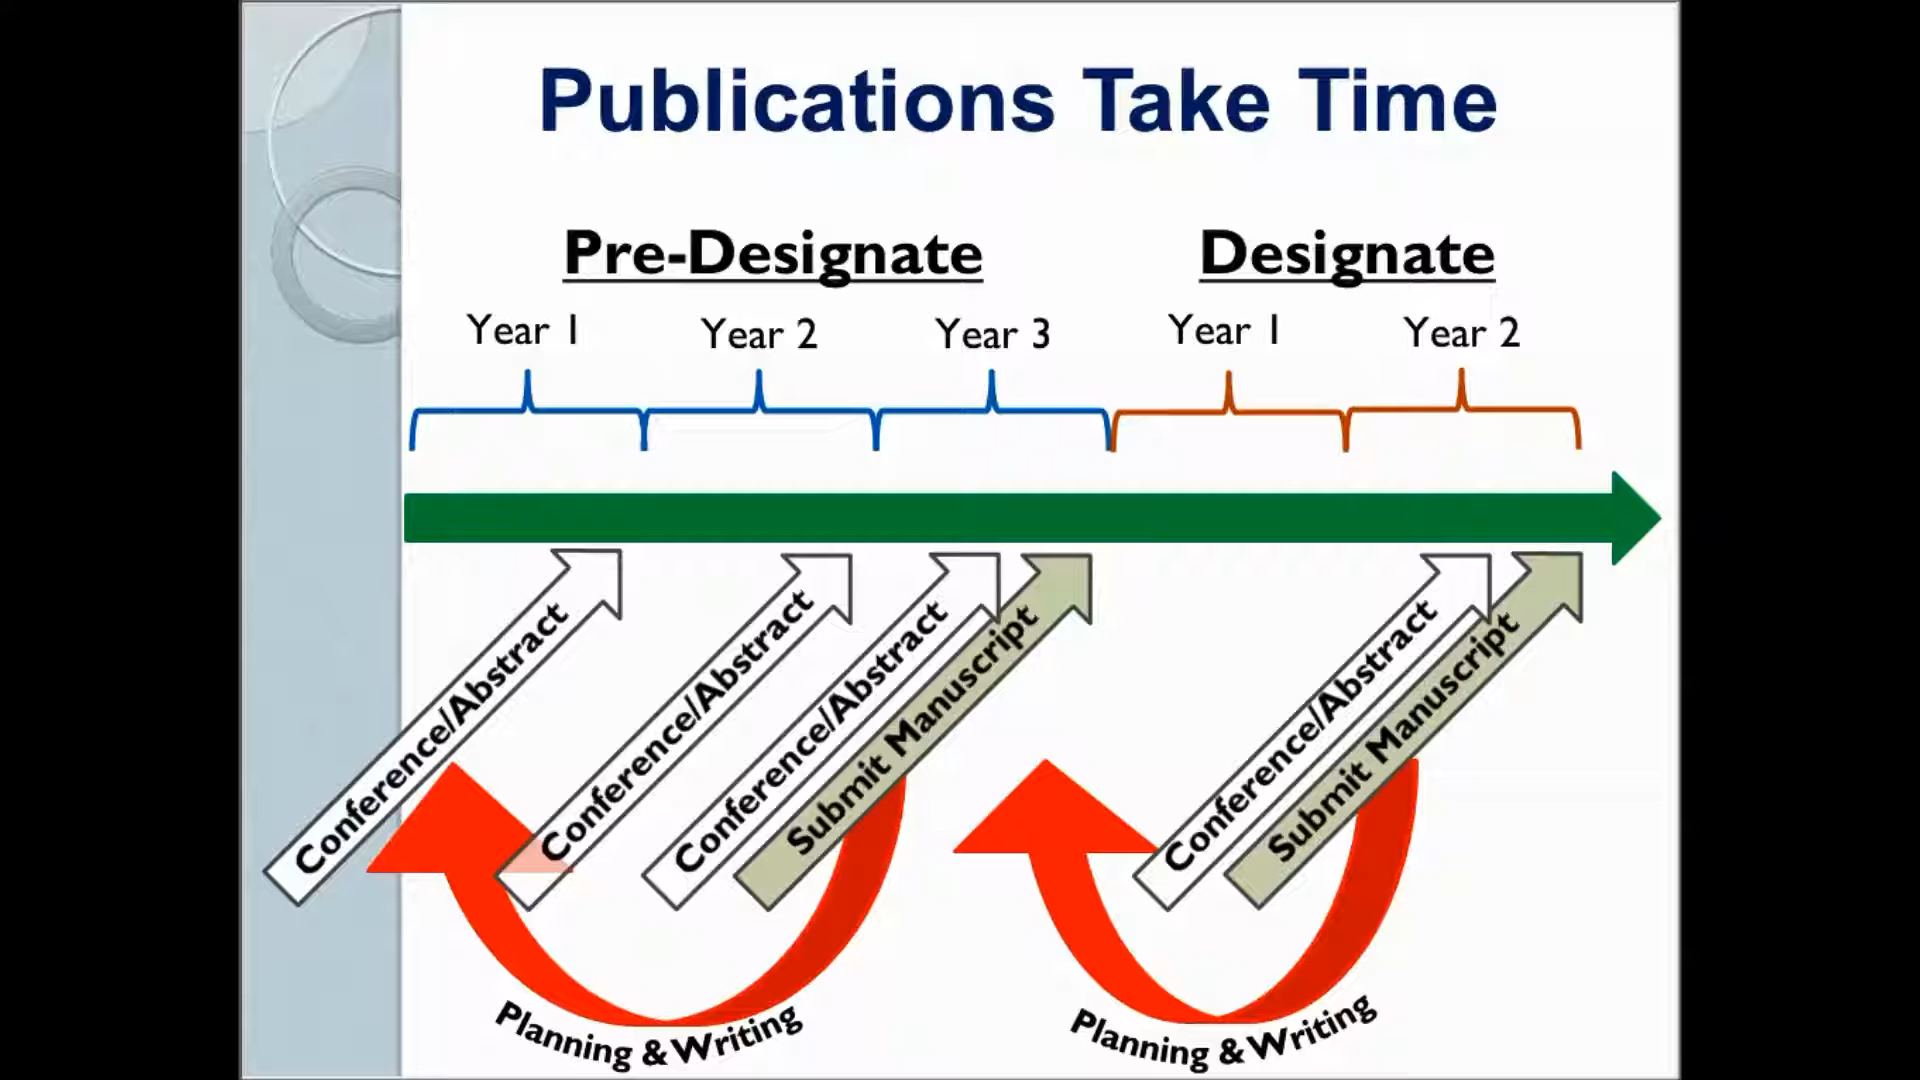 Publications Take Time
Pre-Designate
Designate
Year 1
Year 2
Year 3
Year 1
Year 2
Conference/Abstract
Conference/Abstract
Conference/Abstract
Submit Manuscript
Conference/Abstract
Submit Manuscript
Planning & Writing
Planning & Writing